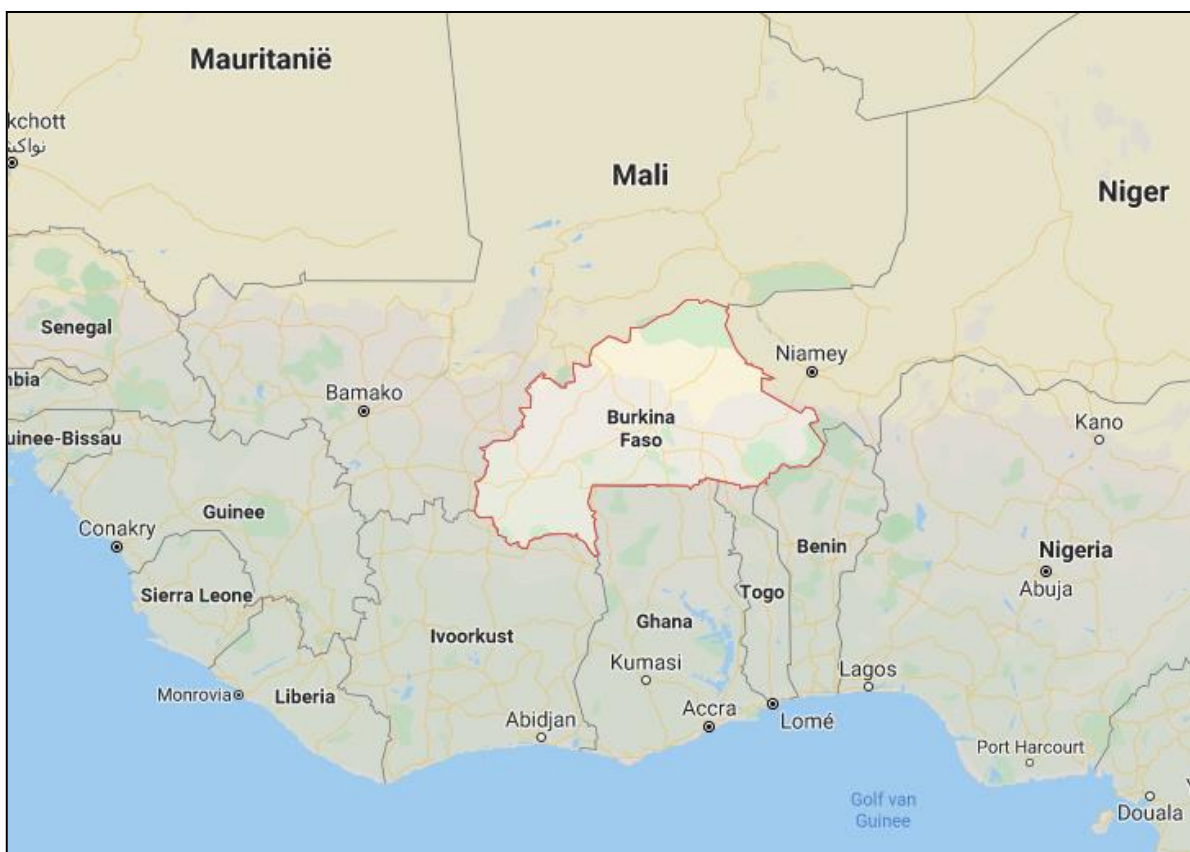 Mauritanië
kchott
نواكش
Mali
Niger
Senegal
nbia
Niamey
Bamako
Burkina
Faso
Kano
uinee-Bissau
Guinee
Conakry
Benin
Nigeria
Abuja
Sierra Leone
Togo
Ghana
Ivoorkust
Kumasi
Lagos
Monrovia
Liberia
Accra
Abidjan
Lomé
Port Harcourt
Golf van
Guinee
Douala